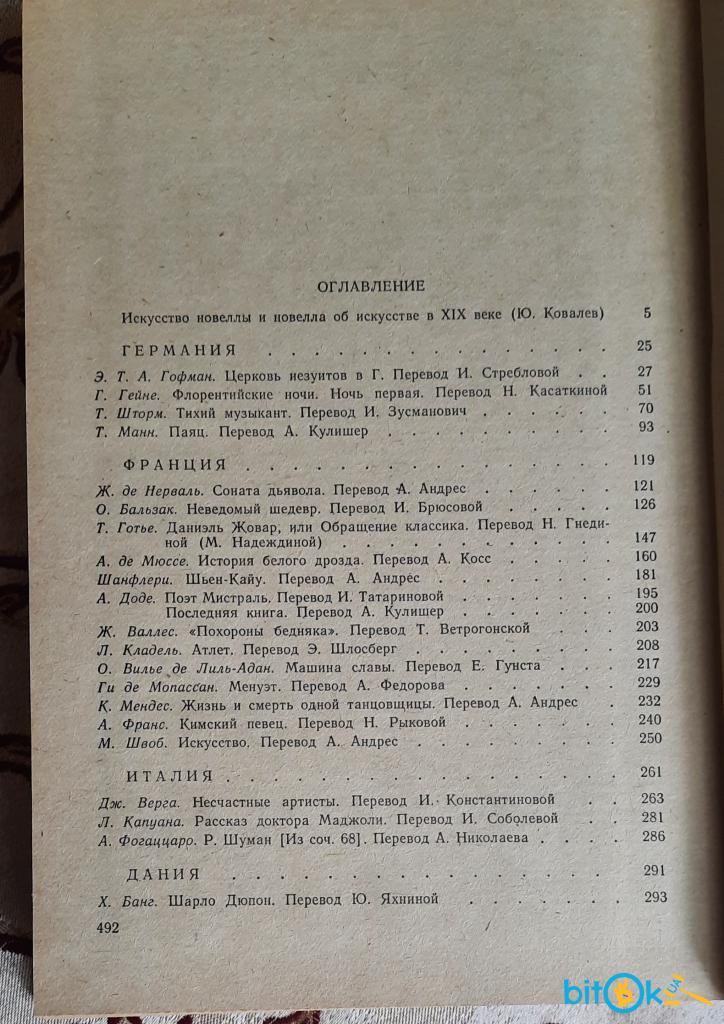 ОГЛАВЛЕНИЕ
Искусство новеллы и новелла об искусстве в XIX веке (Ю. Ковалев) 5
ГЕРМАНИЯ . . . . . . . . . . . . . . . 25
Э. Т. А. Гофман. Церковь иезуитов в Г. Перевод И. Стребловой . . 27
Г. Гейне. Флорентийские ночи. Ночь первая. Перевод Н. Касаткиной 51
Т. Шторм. Тихий музыкант. Перевод И. Зусманович . . . . . 70
Т. Манн. Паяц. Перевод А. Кулишер . . . . . . . . . 93
ФРАНЦИЯ . . . . . . . . . . . . . . . 119
Ж. де Нерваль. Соната дьявола. Перевод А. Андрес . . . . . 121
О. Бальзак. Неведомый шедевр. Перевод И. Брюсовой . . . . . 126
Т. Готье. Даниэль Жовар, или Обращение классика. Перевод Н. Гнеди-
ной (М. Надеждиной) . . . . . . . . . . . 147
А. де Мюссе. История белого дрозда. Перевод А. Косс . . . . . 160
Шанфлери. Шьен-Кайу. Перевод А. Андрес . . . . . . . 181
А. Доде. Поэт Мистраль. Перевод И. Татариновой . . . . . . 195
Последняя книга. Перевод А. Кулишер . . . . . . 200
Ж. Валлес. «Похороны бедняка». Перевод Т. Ветрогонской . . . 203
Л. Кладель. Атлет. Перевод Э. Шлосберг . . . . . . . . 208
О. Вилье де Лиль-Адан. Машина славы. Перевод Е. Гунста . . . 217
Ги де Мопассан. Менуэт. Перевод А. Федорова . . . . . . 229
К. Мендес. Жизнь и смерть одной танцовщицы. Перевод А. Андрес . 232
А. Франс. Кимский певец. Перевод Н. Рыковой . . . . . . 240
М. Швоб. Искусство. Перевод А. Андрес . . . . . . . . 250
ИТАЛИЯ . . . . . . . . . . . . . . . 261
Дж. Верга. Несчастные артисты. Перевод И. Константиновой . . 263
Л. Капуана. Рассказ доктора Маджоли. Перевод И. Соболевой . . 281
А. Фогаццаро. Р. Шуман [Из соч. 68]. Перевод А. Николаева . . . . 286
ДАНИЯ . . . . . . . . . . . . . . . 291
Х. Банг. Шарло Дюпон. Перевод Ю. Яхниной . . . . . . 293
492
bitOk.UA